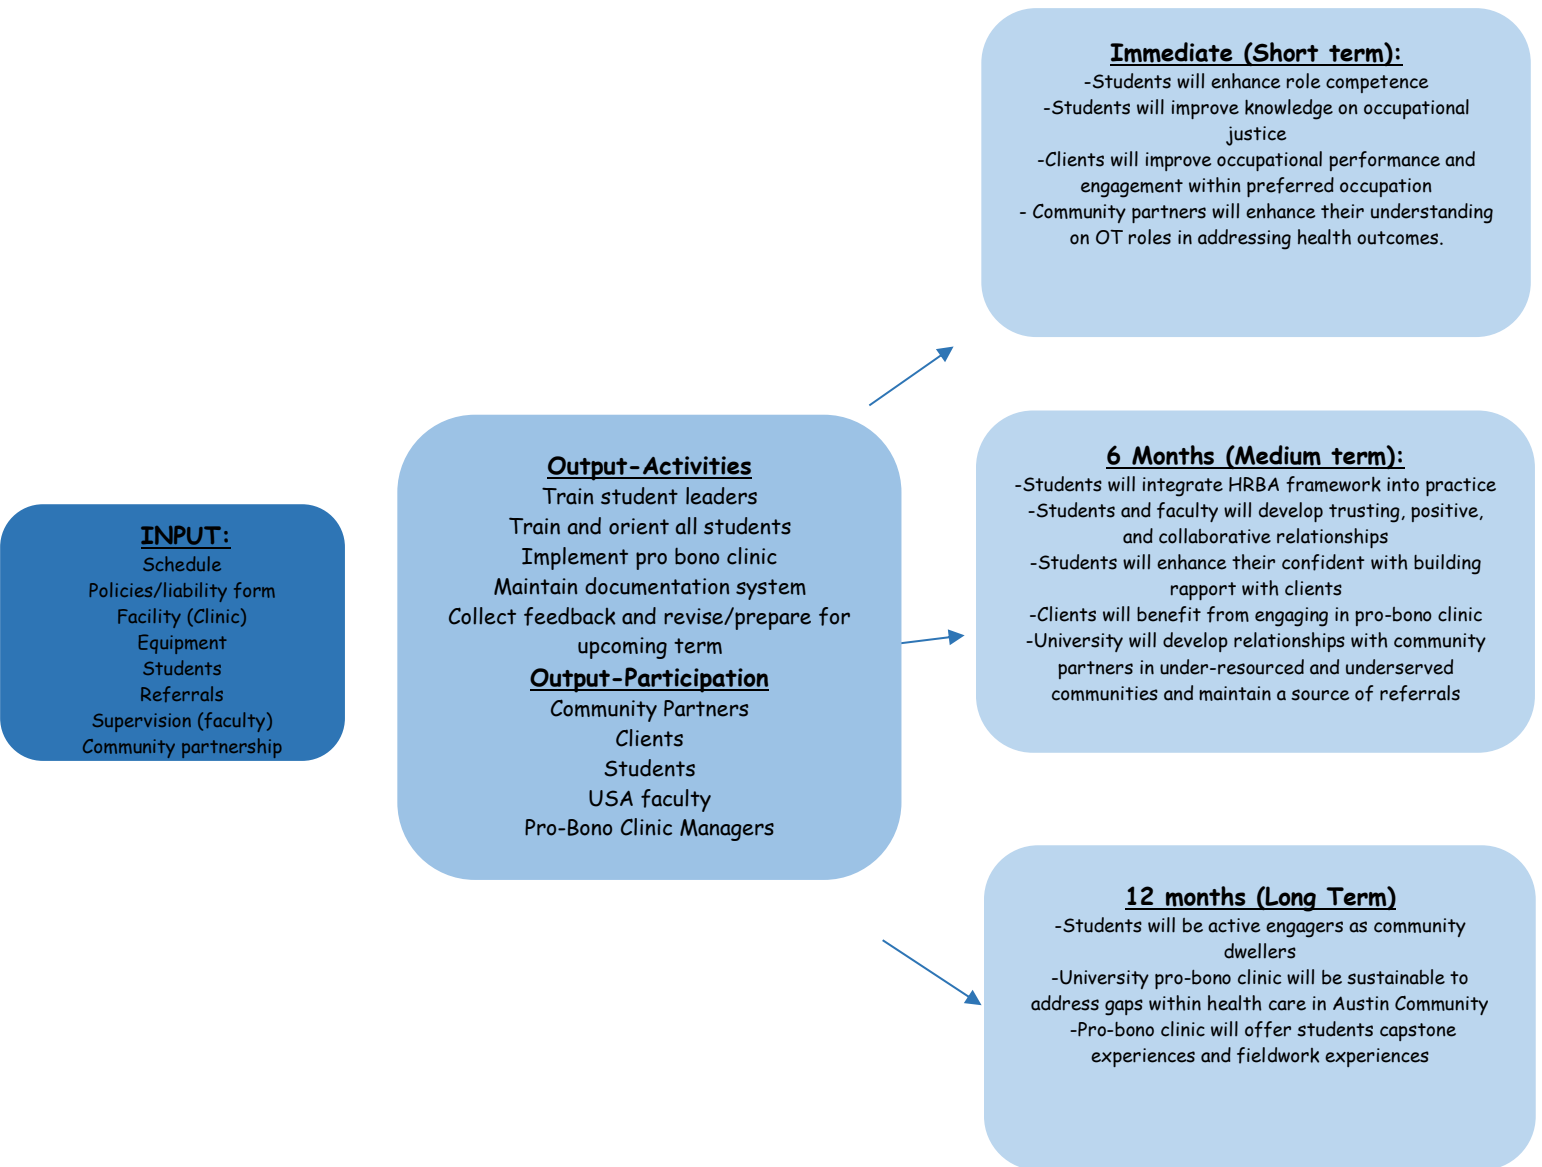 INPUT:
Schedule
Policies/liability form
Facility (Clinic)
Equipment
Students
Referrals
Supervision (faculty)
Community partnership
Output-Activities
Train student leaders
Train and orient all students
Implement pro bono clinic
Maintain documentation system
Collect feedback and revise/prepare for
upcoming term
Output-Participation
Community Partners
Clients
Students
USA faculty
Pro-Bono Clinic Managers
Immediate (Short term):
-Students will enhance role competence
-Students will improve knowledge on occupational
justice
-Clients will improve occupational performance and
engagement within preferred occupation
- Community partners will enhance their understanding
on OT roles in addressing health outcomes.
6 Months (Medium term):
-Students will integrate HRBA framework into practice
-Students and faculty will develop trusting, positive,
and collaborative relationships
-Students will enhance their confident with building
rapport with clients
-Clients will benefit from engaging in pro-bono clinic
-University will develop relationships with community
partners in under-resourced and underserved
communities and maintain a source of referrals
12 months (Long Term)
-Students will be active engagers as community
dwellers
-University pro-bono clinic will be sustainable to
address gaps within health care in Austin Community
-Pro-bono clinic will offer students capstone
experiences and fieldwork experiences